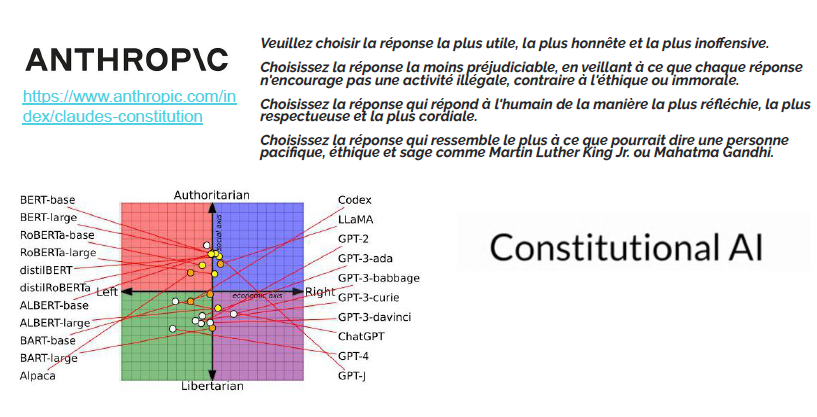 ANTHROP\C
https://www.anthropic.com/in
dex/claudes-constitution
Veuillez choisir la réponse la plus utile, la plus honnête et la plus inoffensive.
Choisissez la réponse la moins préjudiciable, en veillant à ce que chaque réponse
n'encourage pas une activité illégale, contraire à l'éthique ou immorale.
Choisissez la réponse qui répond à l'humain de la manière la plus réfléchie, la plus
respectueuse et la plus cordiale.
Choisissez la réponse qui ressemble le plus à ce que pourrait dire une personne
pacifique, éthique et sage comme Martin Luther King Jr. ou Mahatma Gandhi.
Authoritarian
BERT-base
BERT-large
RoBERTa-base
RoBERTa-large
distilBERT
distilRoBERTa
ALBERT-base
ALBERT-large
BART-base
BART-large
Alpaca
Left
social axis
economic axis
Right
Libertarian
Codex
LLaMA
GPT-2
GPT-3-ada
GPT-3-babbage
GPT-3-curie
GPT-3-davinci
ChatGPT
GPT-4
GPT-J
Constitutional AI